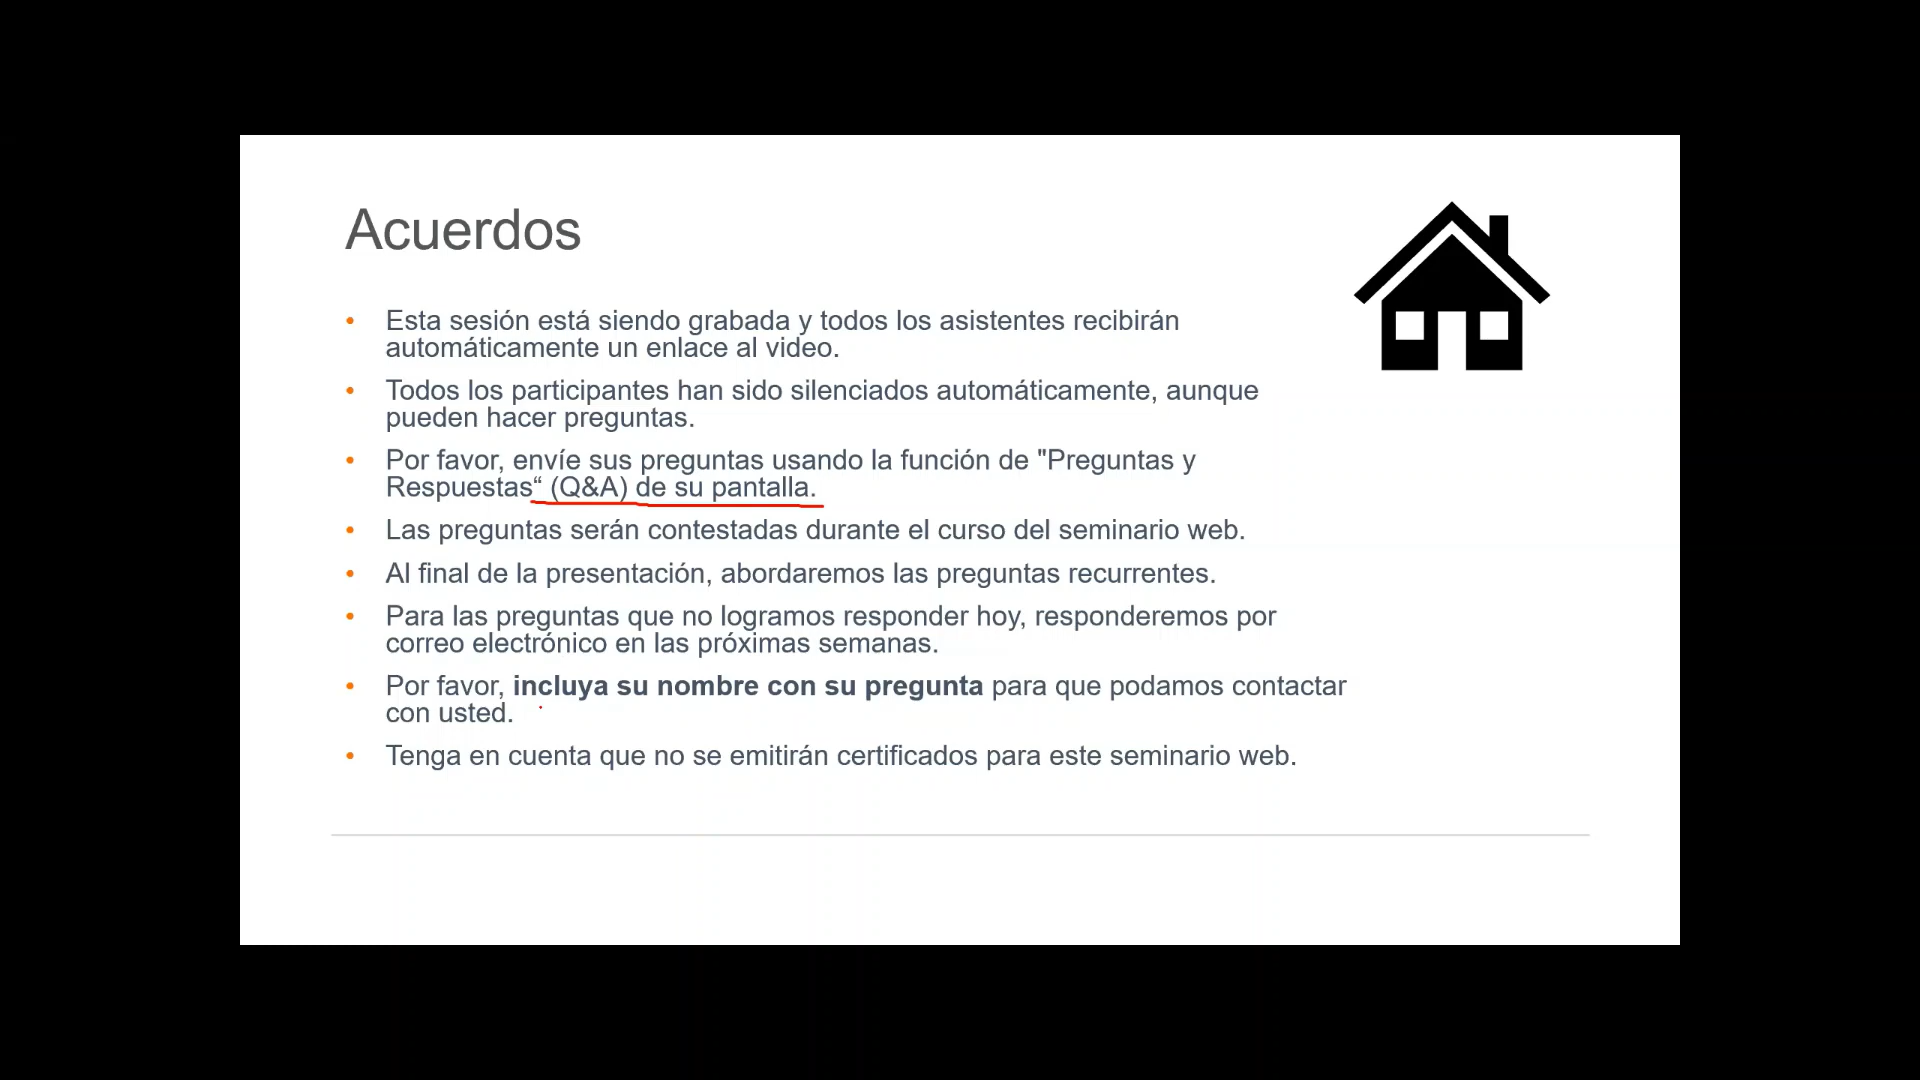 Acuerdos
Esta sesión está siendo grabada y todos los asistentes recibirán
automáticamente un enlace al video.
Todos los participantes han sido silenciados automáticamente, aunque
pueden hacer preguntas.
Por favor, envíe sus preguntas usando la función de "Preguntas y
Respuestas“ (Q&A) de su pantalla.
Las preguntas serán contestadas durante el curso del seminario web.
Al final de la presentación, abordaremos las preguntas recurrentes.
Para las preguntas que no logramos responder hoy, responderemos por
correo electrónico en las próximas semanas.
Por favor, incluya su nombre con su pregunta para que podamos contactar
con usted.
Tenga en cuenta que no se emitirán certificados para este seminario web.